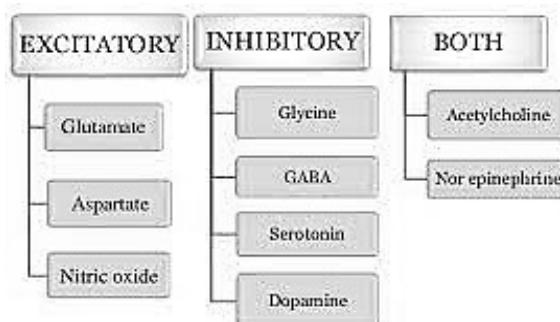 EXCITATORY
Glutamate
Aspartate
Nitric oxide
INHIBITORY
Glycine
GABA
Serotonin
Dopamine
BOTH
Acetylcholine
Nor epinephrine